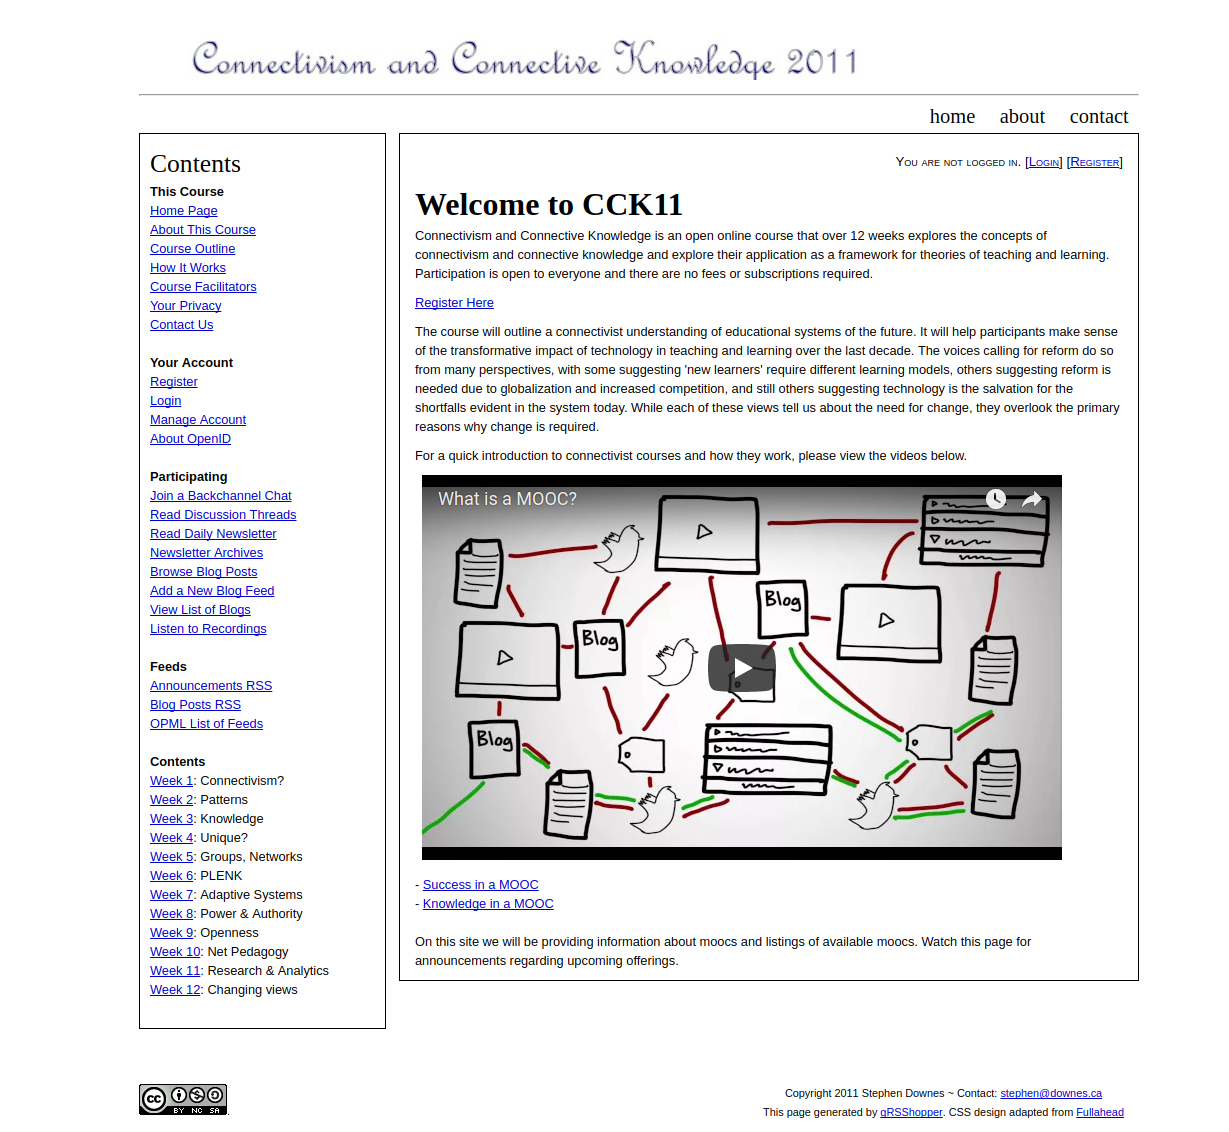 Connectivism and Connective Knowledge 2011
home about contact
Contents
This Course
Home Page
About This Course
Course Outline
How It Works
Course Facilitators
Your Privacy
Contact Us
Your Account
Register
Login
Manage Account
About OpenID
Participating
Join a Backchannel Chat
Read Discussion Threads
Read Daily Newsletter
Newsletter Archives
Browse Blog Posts
Add a New Blog Feed
View List of Blogs
Listen to Recordings
Feeds
Announcements RSS
Blog Posts RSS
OPML List of Feeds
Contents
Week 1: Connectivism?
Week 2: Patterns
Week 3: Knowledge
Week 4: Unique?
Week 5: Groups, Networks
Week 6: PLENK
Week 7: Adaptive Systems
Week 8: Power & Authority
Week 9: Openness
Week 10: Net Pedagogy
Week 11: Research & Analytics
Week 12: Changing views
You are not logged in. [Login] [Register]
Welcome to CCK11
Connectivism and Connective Knowledge is an open online course that over 12 weeks explores the concepts of
connectivism and connective knowledge and explore their application as a framework for theories of teaching and learning.
Participation is open to everyone and there are no fees or subscriptions required.
Register Here
The course will outline a connectivist understanding of educational systems of the future. It will help participants make sense
of the transformative impact of technology in teaching and learning over the last decade. The voices calling for reform do so
from many perspectives, with some suggesting 'new learners' require different learning models, others suggesting reform is
needed due to globalization and increased competition, and still others suggesting technology is the salvation for the
shortfalls evident in the system today. While each of these views tell us about the need for change, they overlook the primary
reasons why change is required.
For a quick introduction to connectivist courses and how they work, please view the videos below.
What is a MOOC?
Blog
Blog
Blog
- Success in a MOOC
- Knowledge in a MOOC
On this site we will be providing information about moocs and listings of available moocs. Watch this page for
announcements regarding upcoming offerings.
cc BY NC SA
Copyright 2011 Stephen Downes ~ Contact: stephen@downes.ca
This page generated by gRSShopper. CSS design adapted from Fullahead